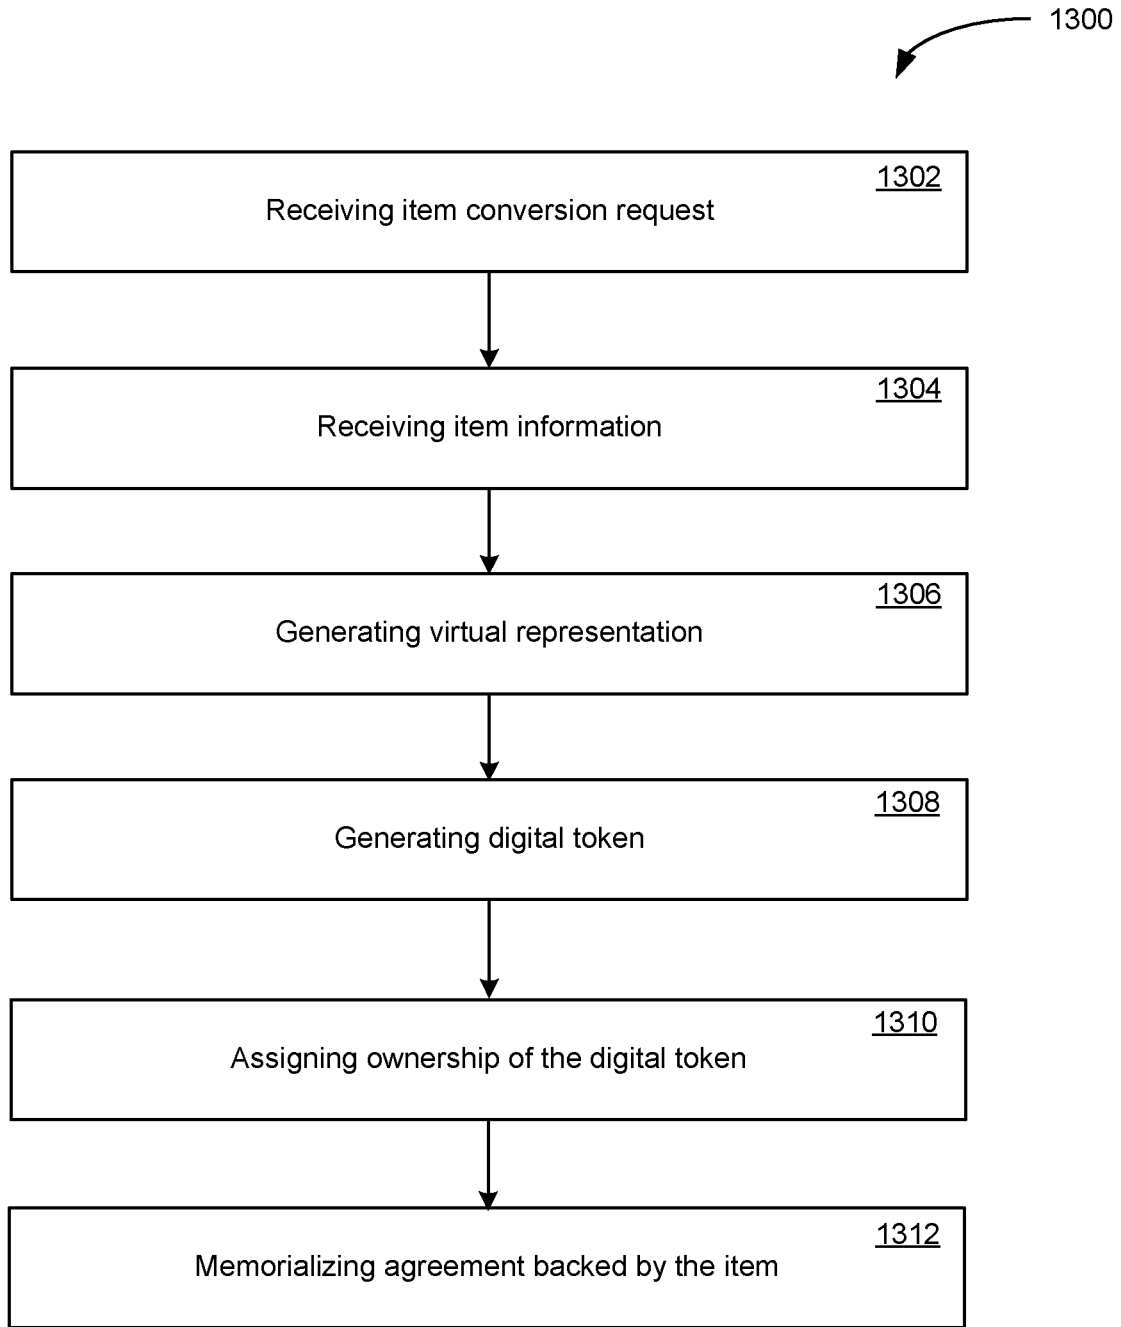 1300
1302
Receiving item conversion request
1304
Receiving item information
1306
Generating virtual representation
1308
Generating digital token
1310
Assigning ownership of the digital token
1312
Memorializing agreement backed by the item